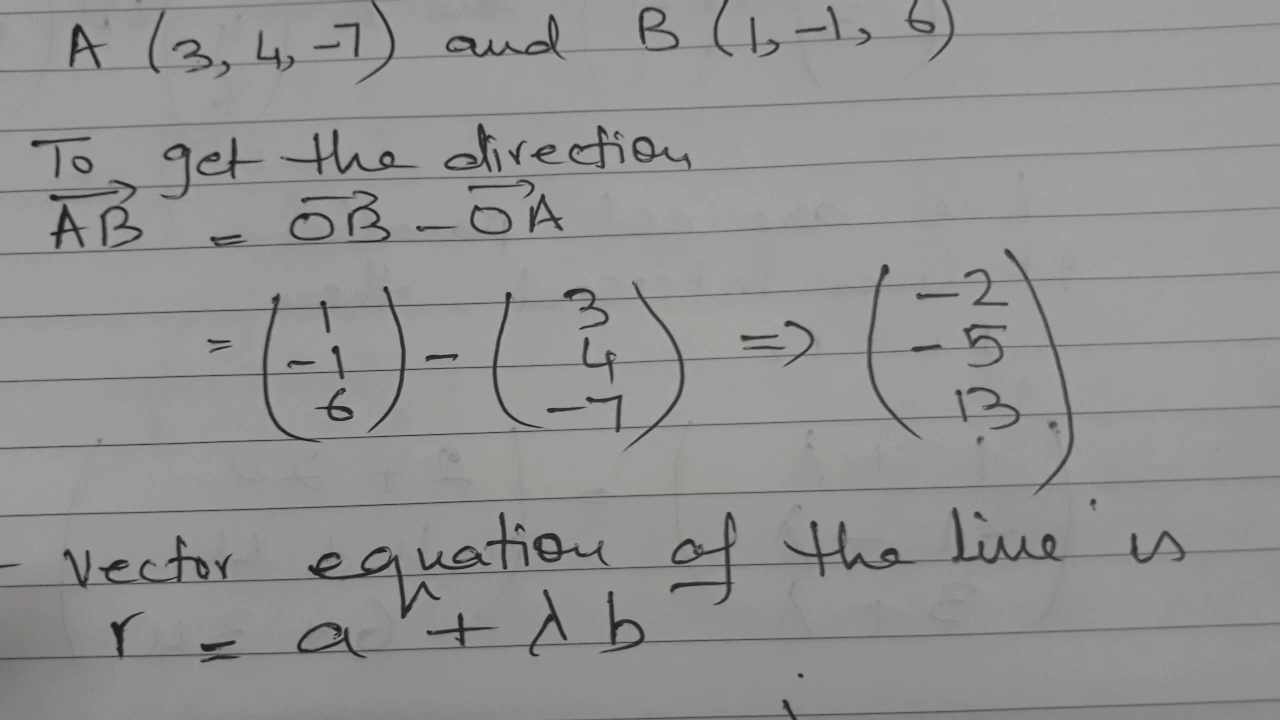 A (3, 4, -7) and B (1, -1, 6)
To get the direction
AB = OB - OA
= (1 -1 6) - (3 4 -7) => (-2 -5 13)
- Vector equation of the line is
r = a + λb